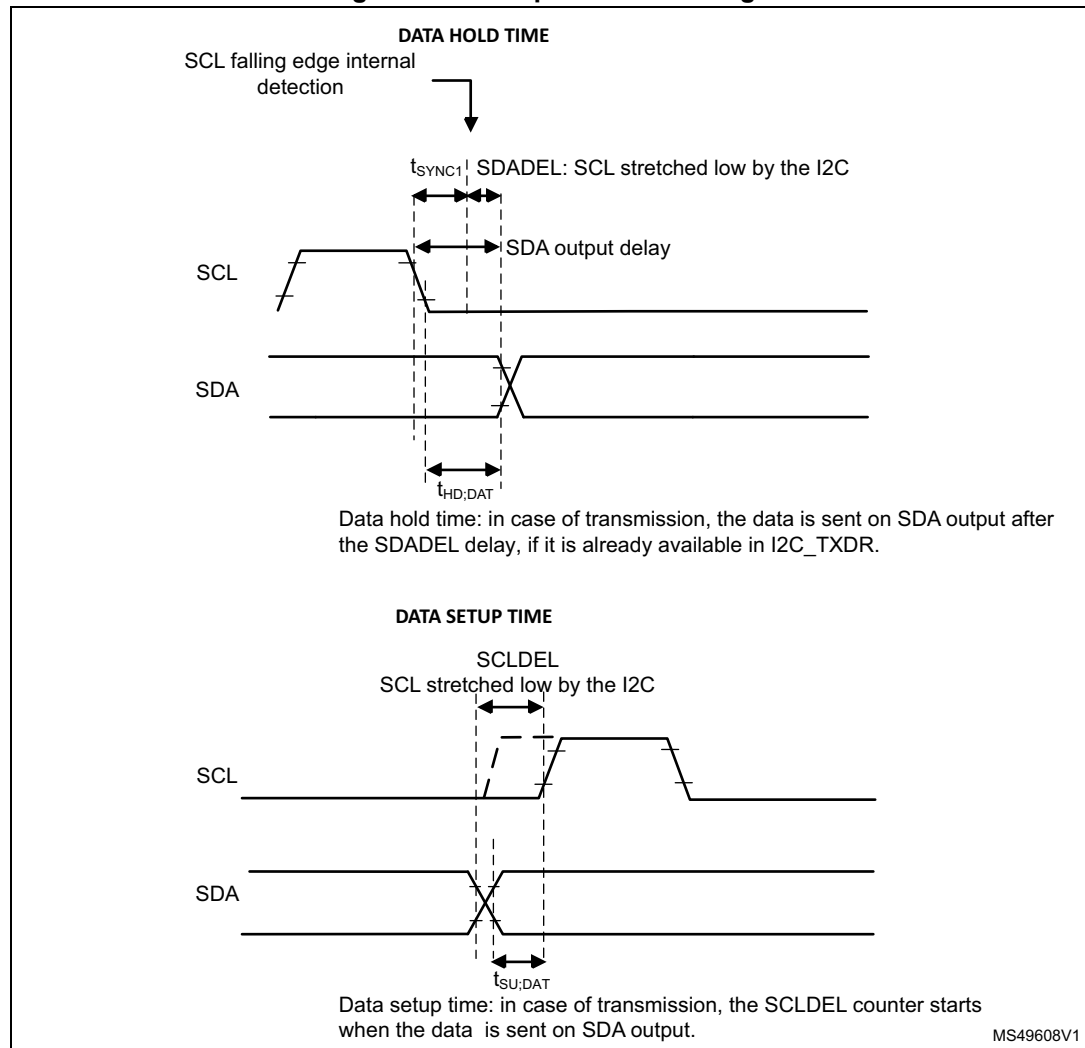 DATA HOLD TIME
SCL falling edge internal
detection
tSYNC1 SDADEL: SCL stretched low by the I2C
SDA output delay
SCL
SDA
tHD;DAT
Data hold time: in case of transmission, the data is sent on SDA output after
the SDADEL delay, if it is already available in I2C_TXDR.
DATA SETUP TIME
SCLDEL
SCL stretched low by the I2C
SCL
SDA
tSU;DAT
Data setup time: in case of transmission, the SCLDEL counter starts
when the data is sent on SDA output.
MS49608V1